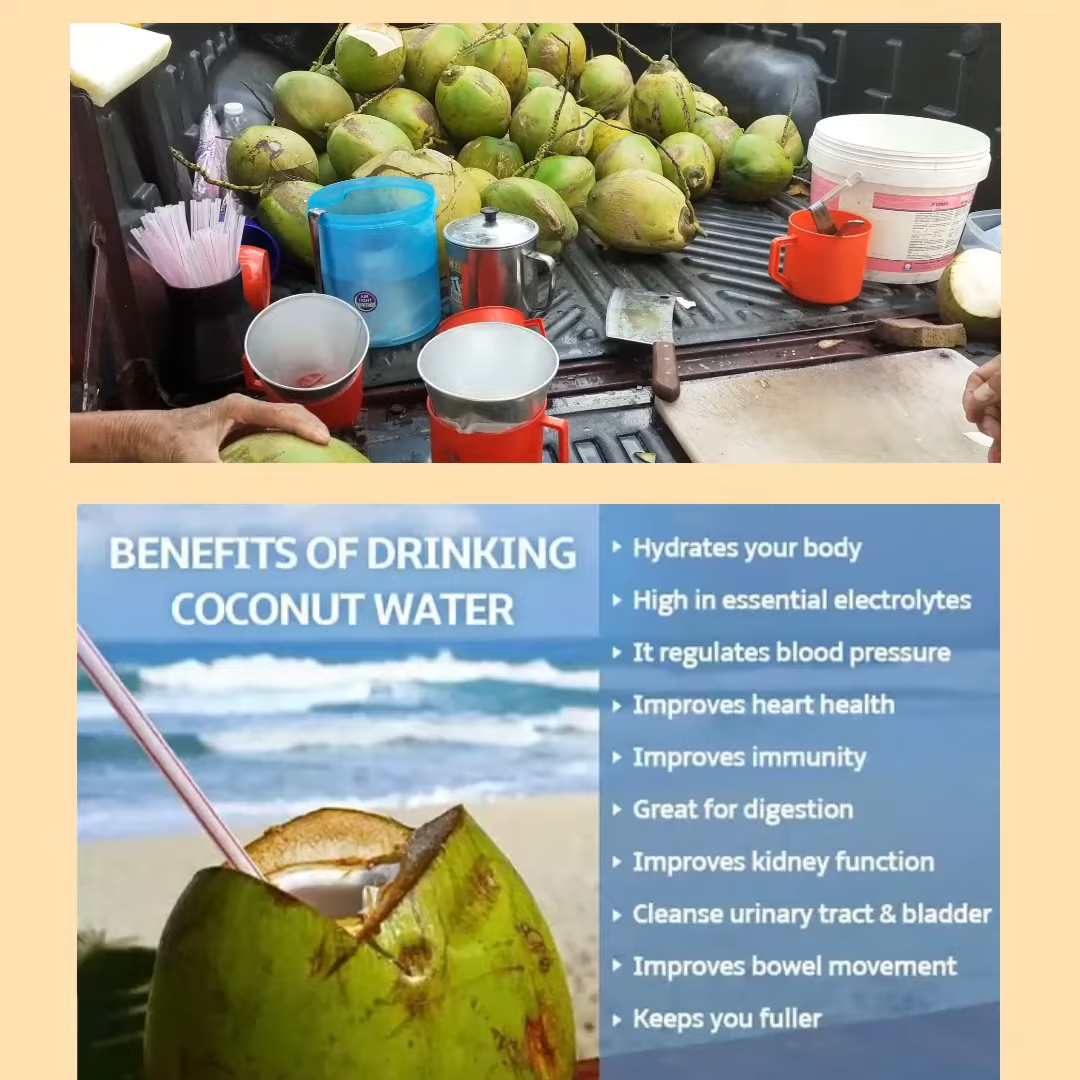 BENEFITS OF DRINKING
COCONUT WATER
Hydrates your body
High in essential electrolytes
It regulates blood pressure
Improves heart health
Improves immunity
Great for digestion
Improves kidney function
Cleanse urinary tract & bladder
Improves bowel movement
Keeps you fuller